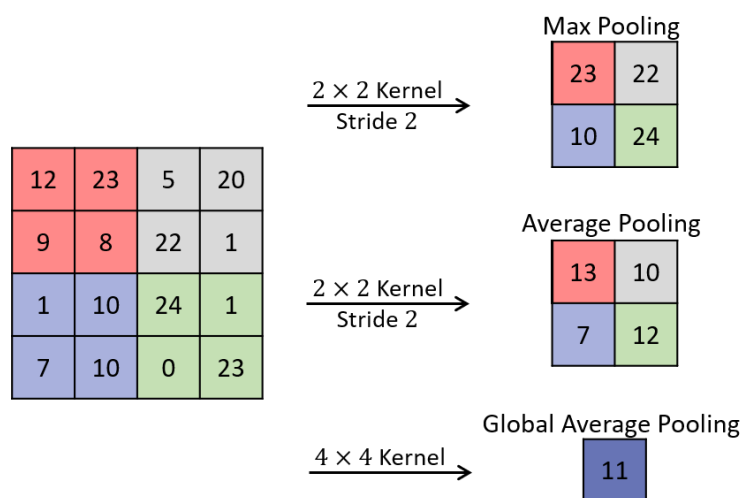 Max Pooling
23 22
10 24
2 × 2 Kernel
Stride 2
12 23 5 20
9 8 22 1
1 10 24 1
7 10 0 23
Average Pooling
13 10
7 12
2 × 2 Kernel
Stride 2
Global Average Pooling
11
4 × 4 Kernel